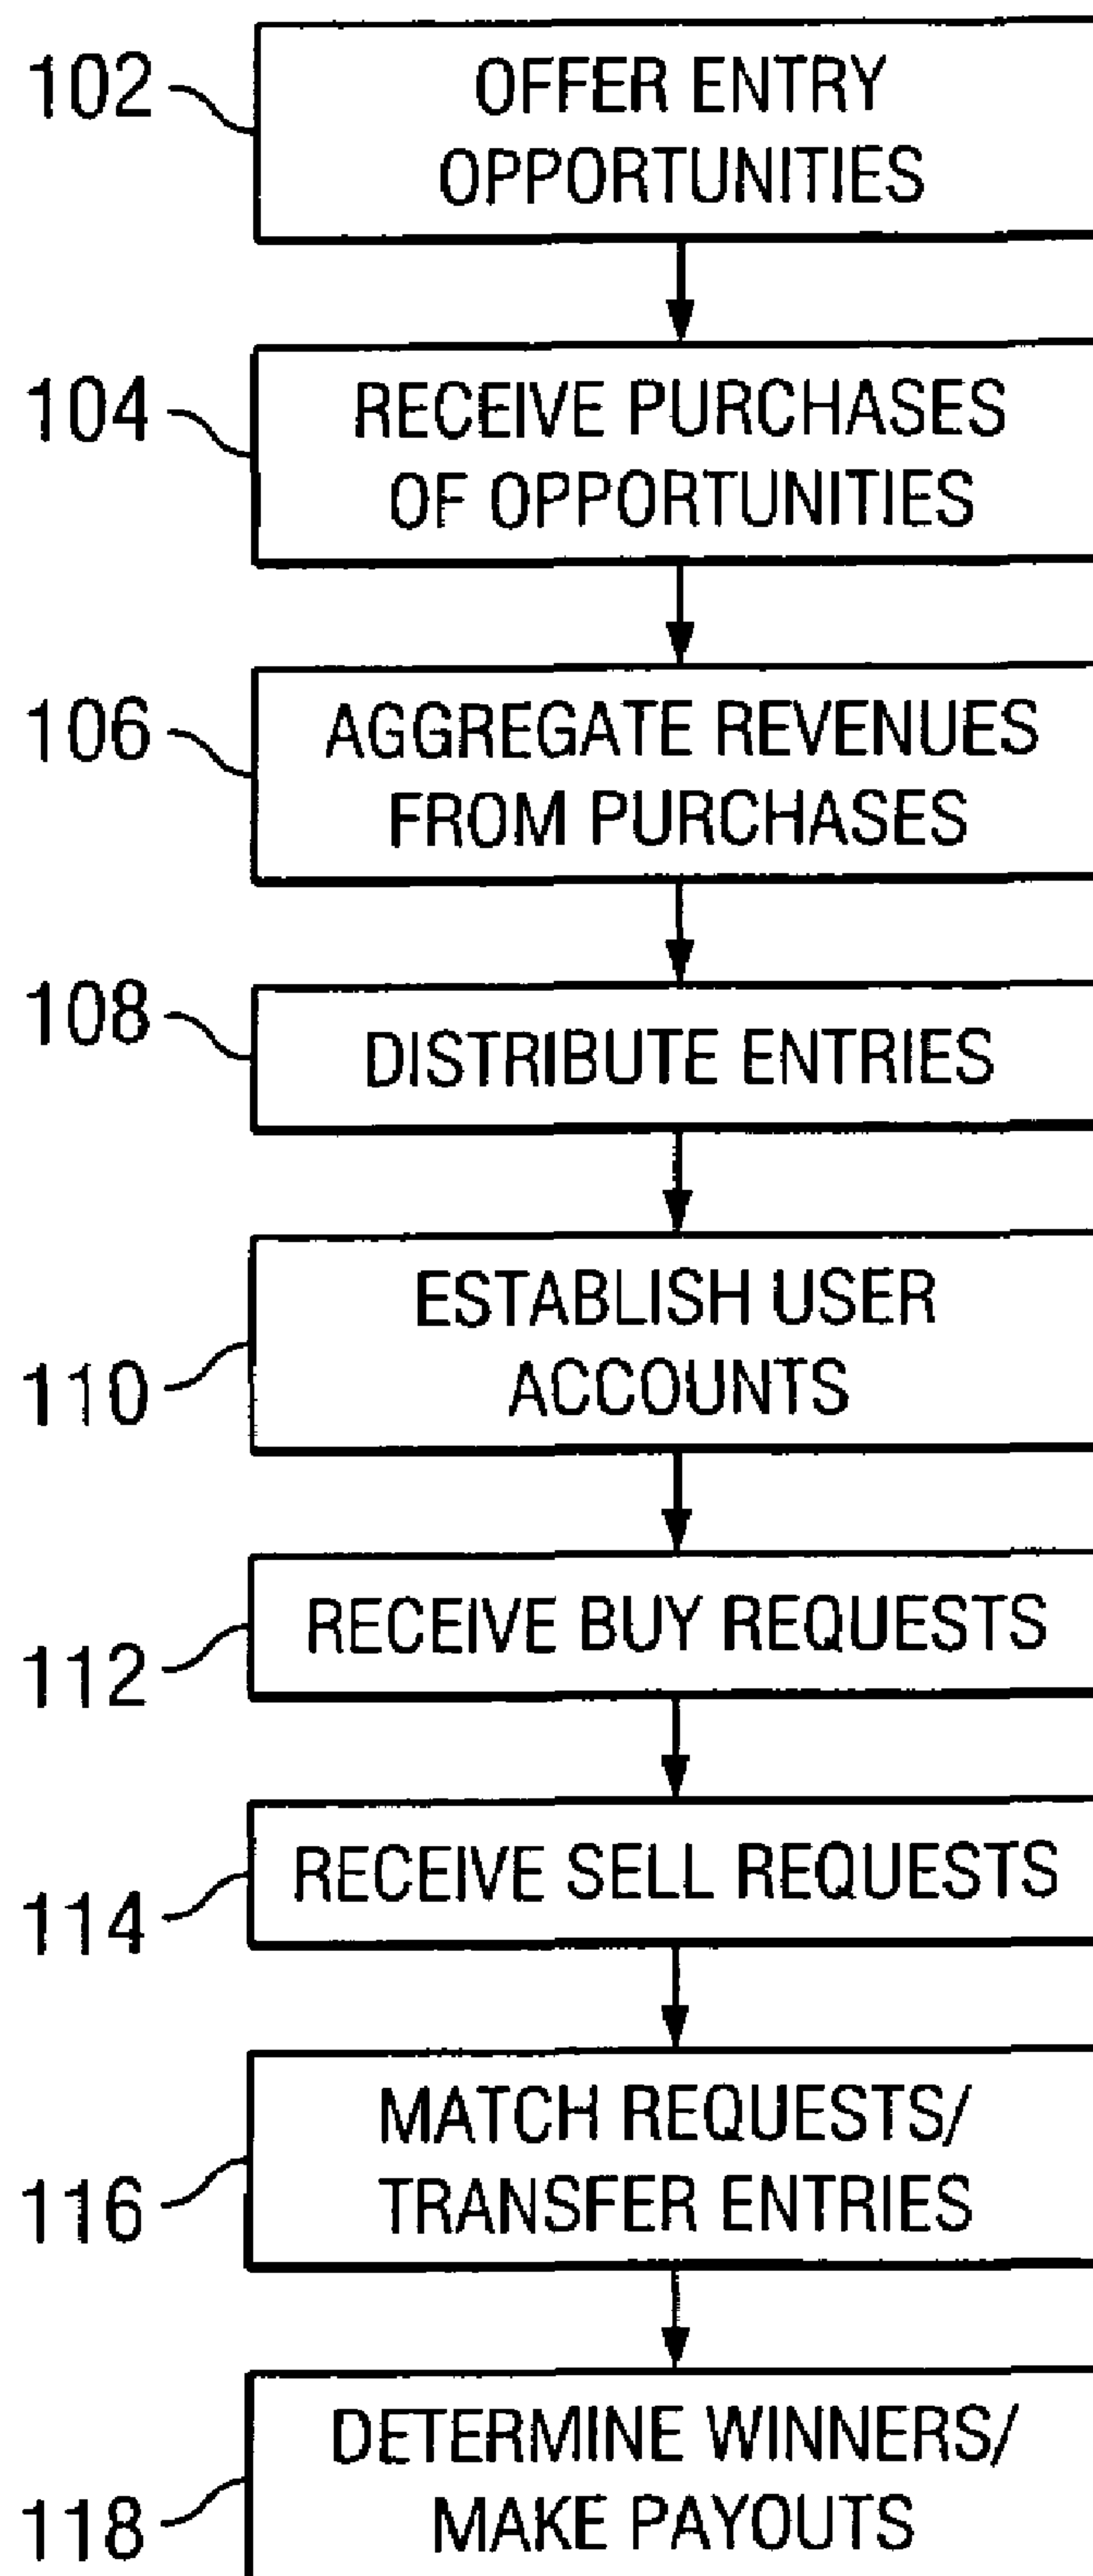 102
OFFER ENTRY
OPPORTUNITIES
104
RECEIVE PURCHASES
OF OPPORTUNITIES
106
AGGREGATE REVENUES
FROM PURCHASES
108
DISTRIBUTE ENTRIES
110
ESTABLISH USER
ACCOUNTS
112
RECEIVE BUY REQUESTS
114
RECEIVE SELL REQUESTS
116
MATCH REQUESTS/
TRANSFER ENTRIES
118
DETERMINE WINNERS/
MAKE PAYOUTS